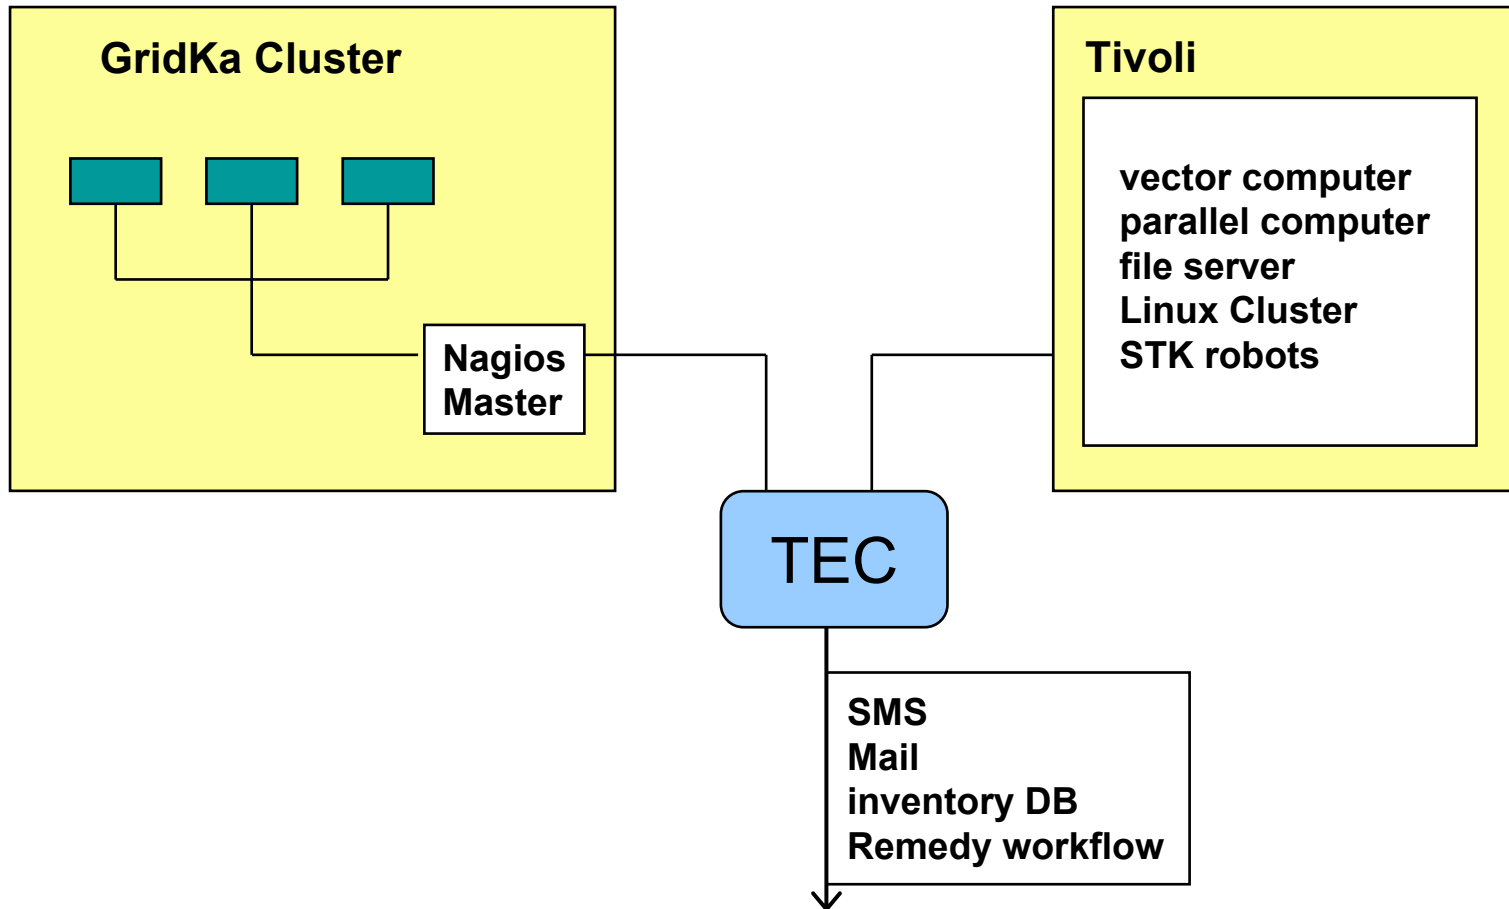 GridKa Cluster
Nagios
Master
Tivoli
vector computer
parallel computer
file server
Linux Cluster
STK robots
TEC
SMS
Mail
inventory DB
Remedy workflow